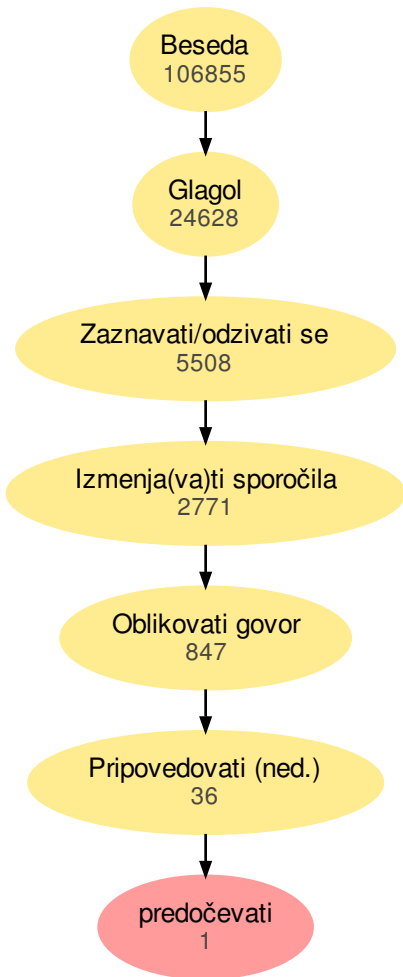 Beseda
106855
Glagol
24628
Zaznavati/odzivati se
5508
Izmenja(va)ti sporočila
2771
Oblikovati govor
847
Pripovedovati (ned.)
36
predočevati
1